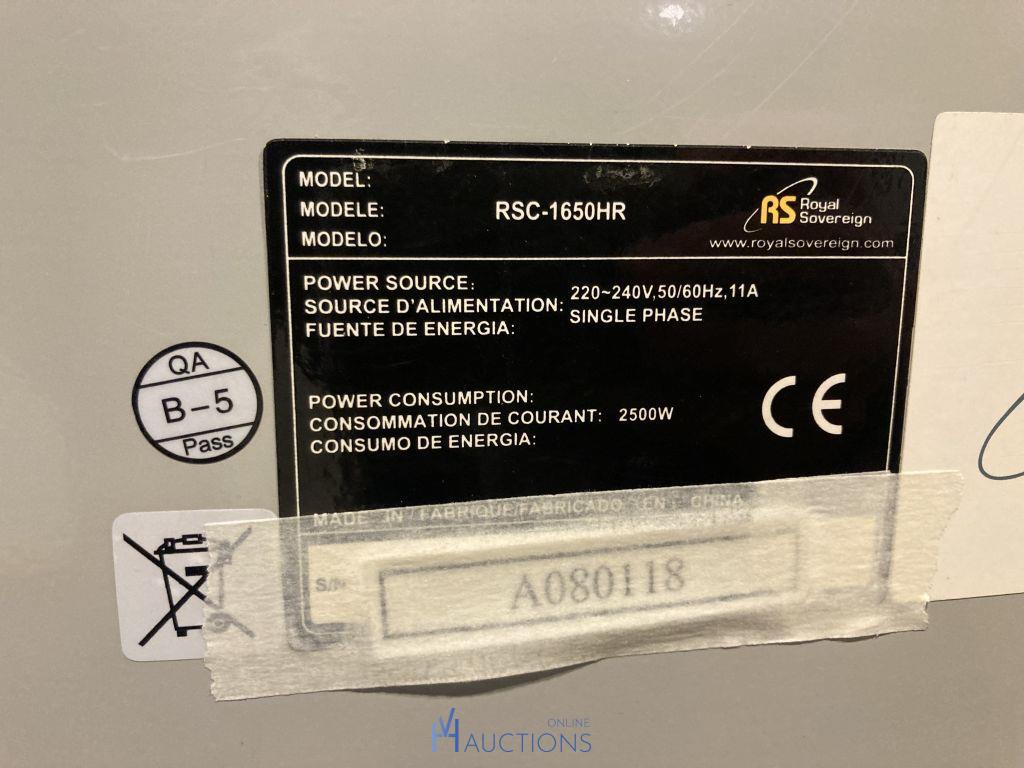 MODEL:
MODELE:
MODELO:
RSC-1650HR
RS Royal Sovereign
www.royalsovereign.com
POWER SOURCE:
SOURCE D'ALIMENTATION:
FUENTE DE ENERGIA:
220~240V,50/60Hz,11A
SINGLE PHASE
POWER CONSUMPTION:
CONSOMMATION DE COURANT: 2500W
CONSUMO DE ENERGIA:
CE
QA
B-5
Pass
MADE IN / FABRIQUE/FABRICADO EN: CHINA
S/N
A080118
VH ONLINE AUCTIONS